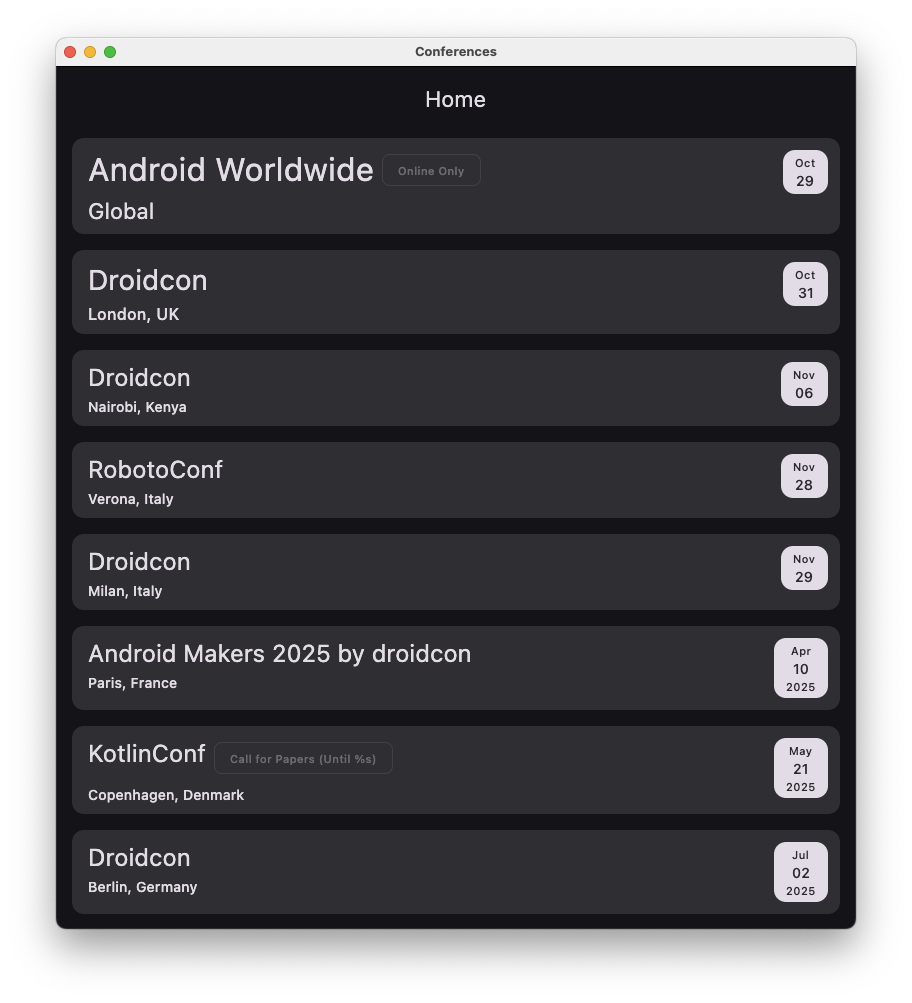 Conferences
Home
Android Worldwide Online Only
Oct
29
Global
Droidcon
Oct
31
London, UK
Droidcon
Nov
06
Nairobi, Kenya
RobotoConf
Nov
28
Verona, Italy
Droidcon
Nov
29
Milan, Italy
Android Makers 2025 by droidcon
Apr
10
2025
Paris, France
KotlinConf Call for Papers (Until %s)
May
21
2025
Copenhagen, Denmark
Droidcon
Jul
02
2025
Berlin, Germany